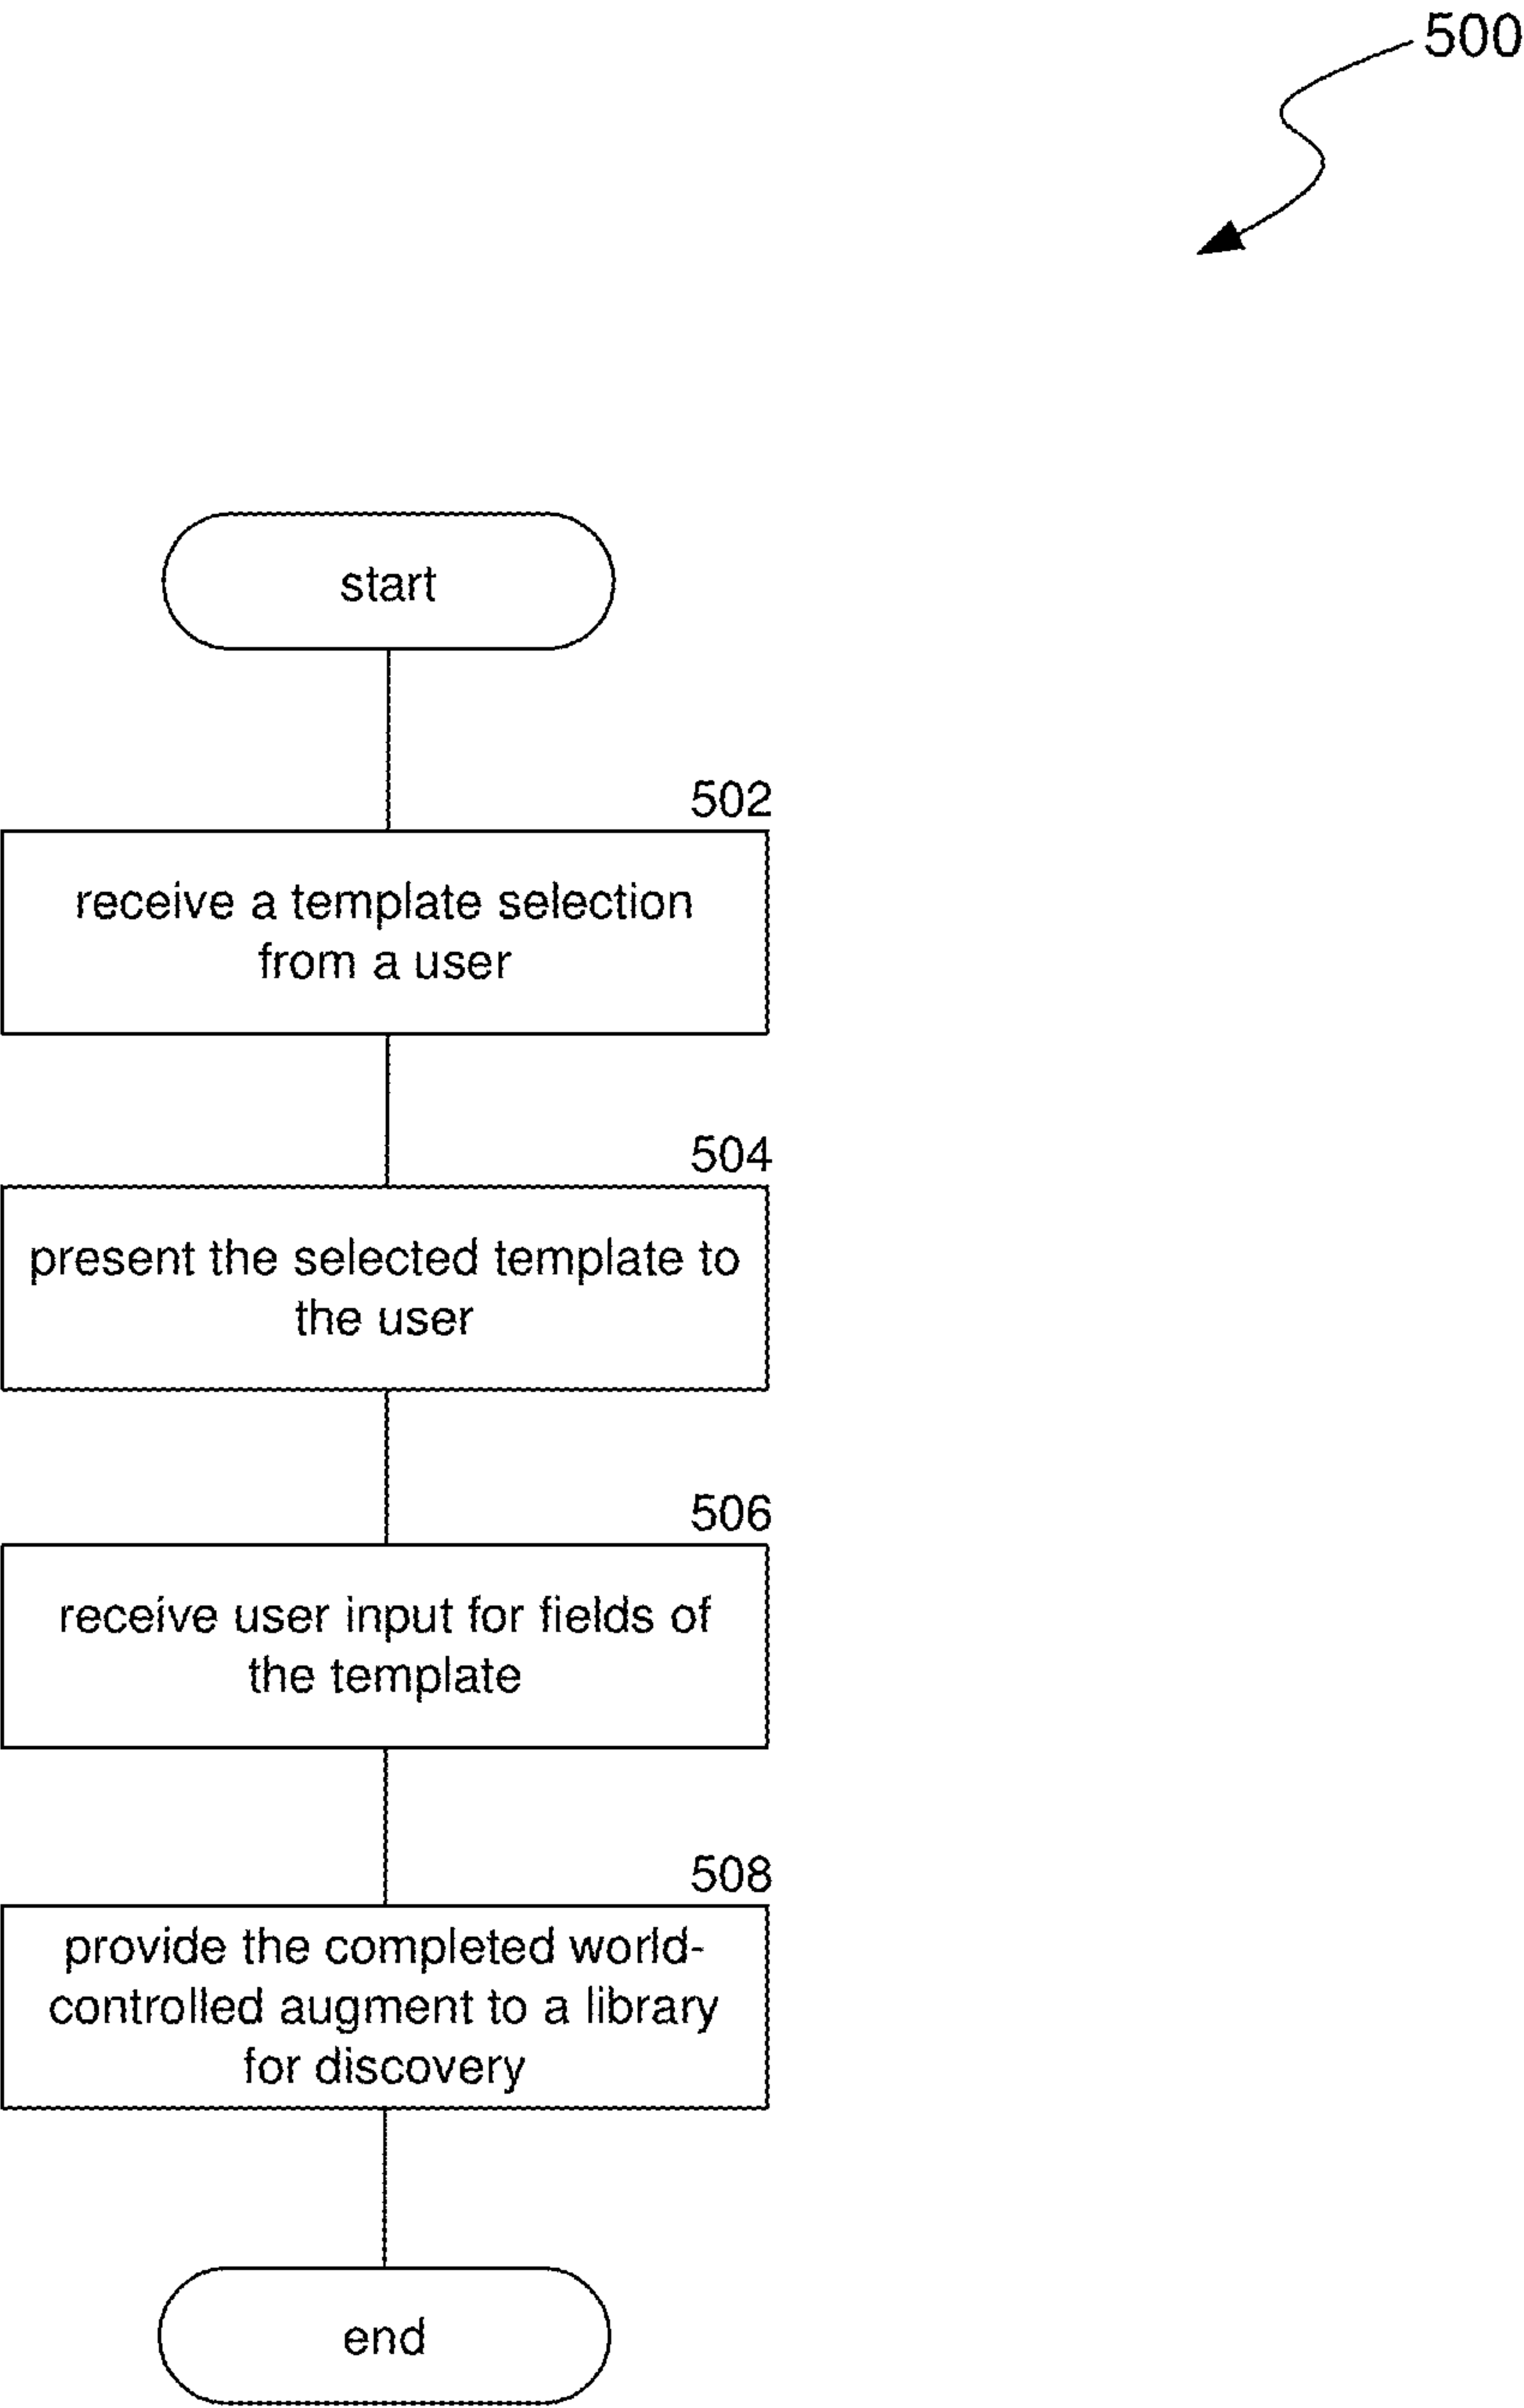 500
start
502
receive a template selection
from a user
504
present the selected template to
the user
506
receive user input for fields of
the template
508
provide the completed world-
controlled augment to a library
for discovery
end